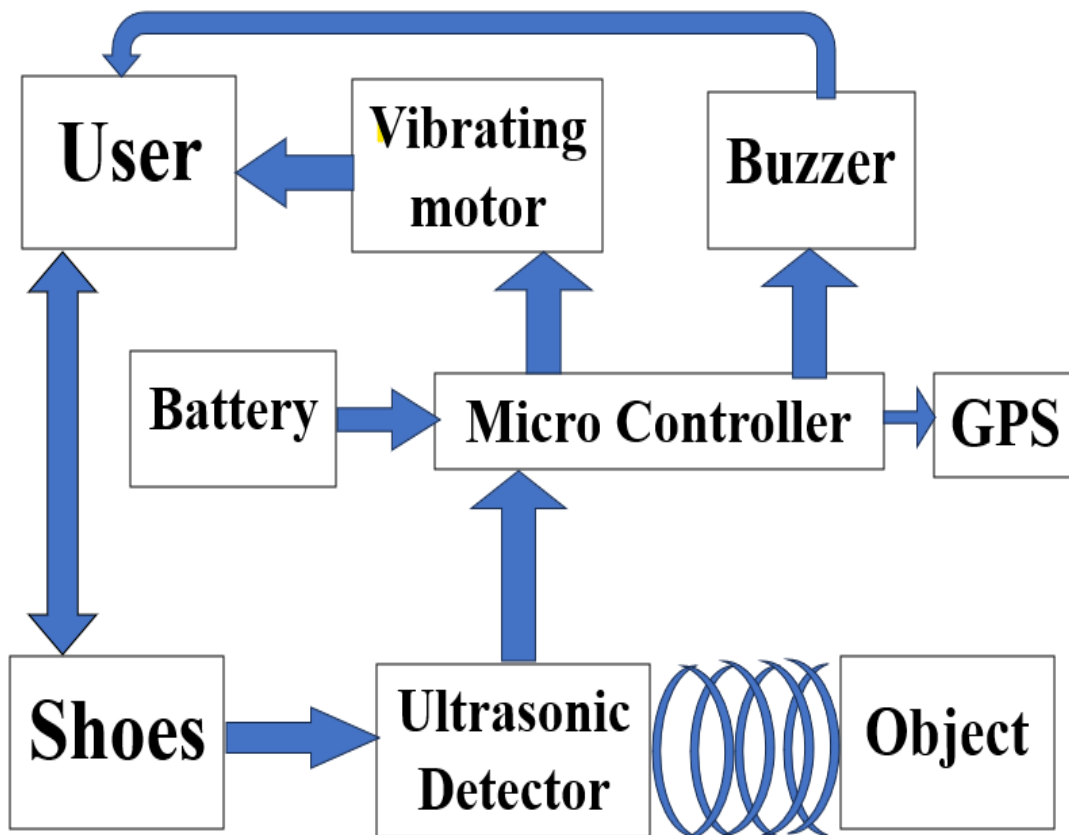 User
Vibrating
motor
Buzzer
Battery
Micro Controller
GPS
Shoes
Ultrasonic
Detector
Object